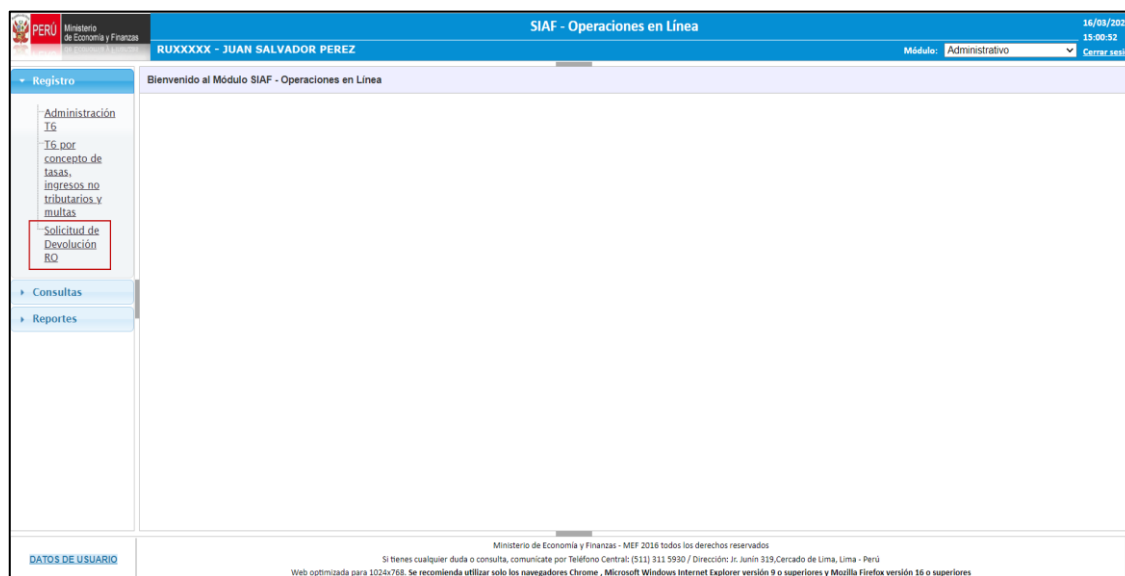 PERÚ
Ministerio
de Economía y Finanzas
SIAF - Operaciones en Línea
16/03/202
15:00:52
RUXXXXX - JUAN SALVADOR PEREZ
Módulo: Administrativo
Cerrar sesi
Registro
Bienvenido al Módulo SIAF - Operaciones en Línea
Administración
T6
T6 por
concepto de
tasas,
ingresos no
tributarios y
multas
Solicitud de
Devolución
RO
Consultas
Reportes
DATOS DE USUARIO
Ministerio de Economía y Finanzas - MEF 2016 todos los derechos reservados
Si tienes cualquier duda o consulta, comunícate por Teléfono Central: (511) 311 5930 / Dirección: Jr. Junín 319,Cercado de Lima, Lima - Perú
Web optimizada para 1024x768. Se recomienda utilizar solo los navegadores Chrome , Microsoft Windows Internet Explorer versión 9 o superiores y Mozilla Firefox versión 16 o superiores